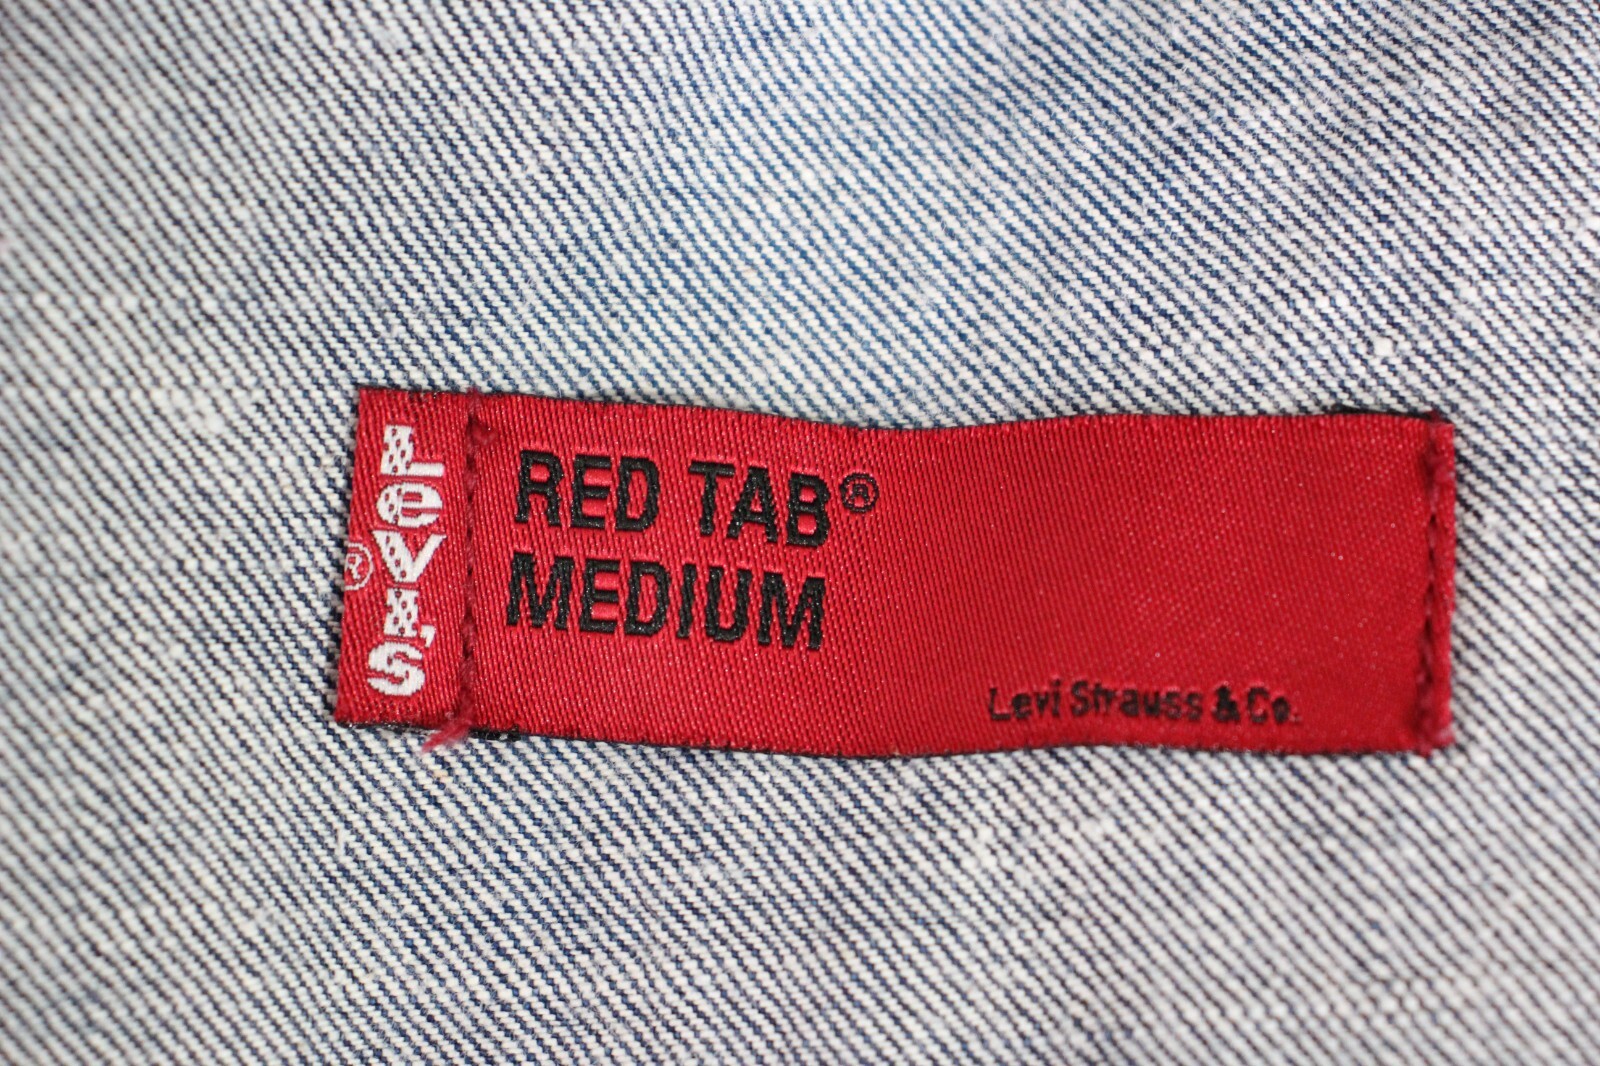 LEVI'S
®
RED TAB®
MEDIUM
Levi Strauss & Co.